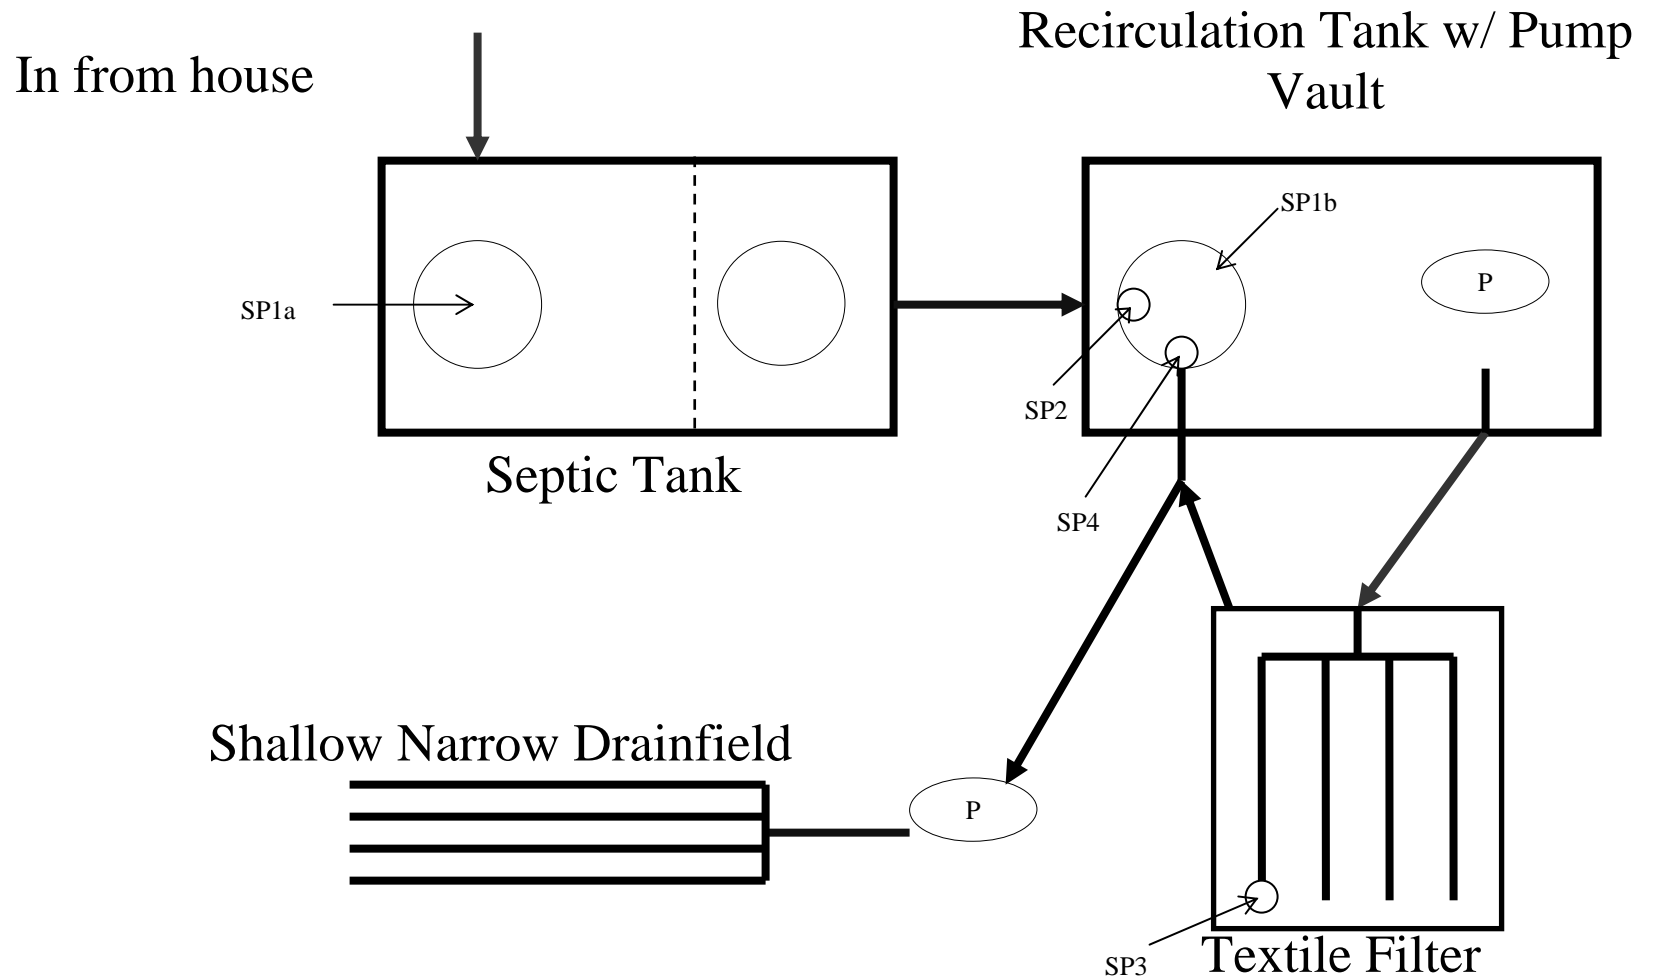 Recirculation Tank w/ Pump
Vault
In from house
SP1b
P
SP1a
SP2
Septic Tank
SP4
Shallow Narrow Drainfield
P
SP3
Textile Filter